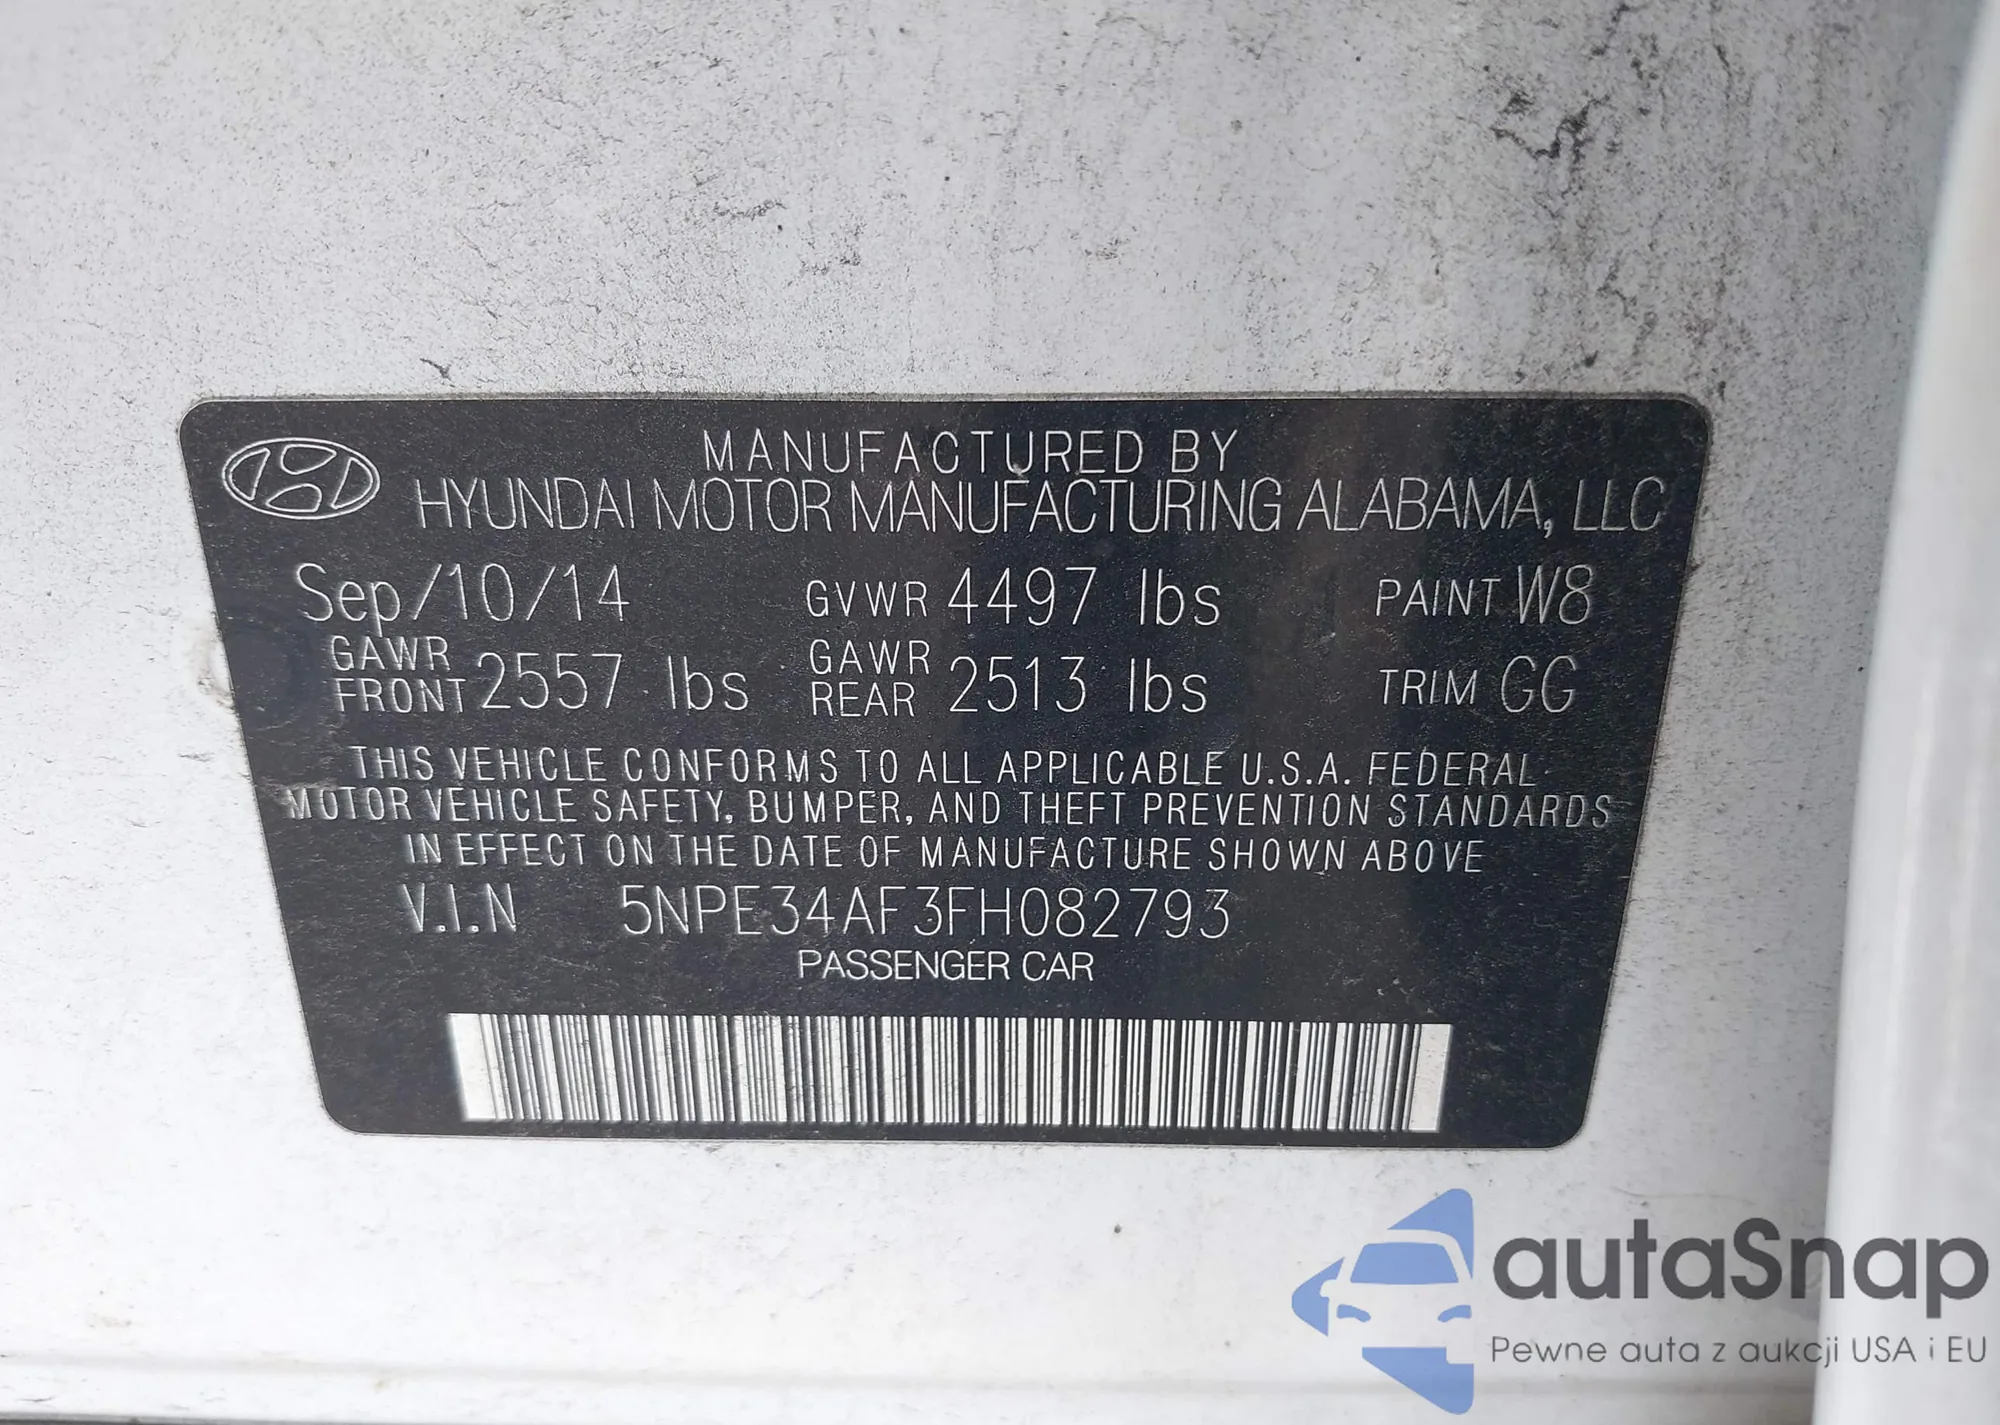 MANUFACTURED BY
HYUNDAI MOTOR MANUFACTURING ALABAMA, LLC
Sep/10/14 GVWR 4497 lbs PAINT W8
GAWR FRONT 2557 lbs GAWR REAR 2513 lbs TRIM GG
THIS VEHICLE CONFORMS TO ALL APPLICABLE U.S.A. FEDERAL
MOTOR VEHICLE SAFETY, BUMPER, AND THEFT PREVENTION STANDARDS
IN EFFECT ON THE DATE OF MANUFACTURE SHOWN ABOVE
V.I.N 5NPE34AF3FH082793
PASSENGER CAR
autaSnap
Pewne auta z aukcji USA i EU